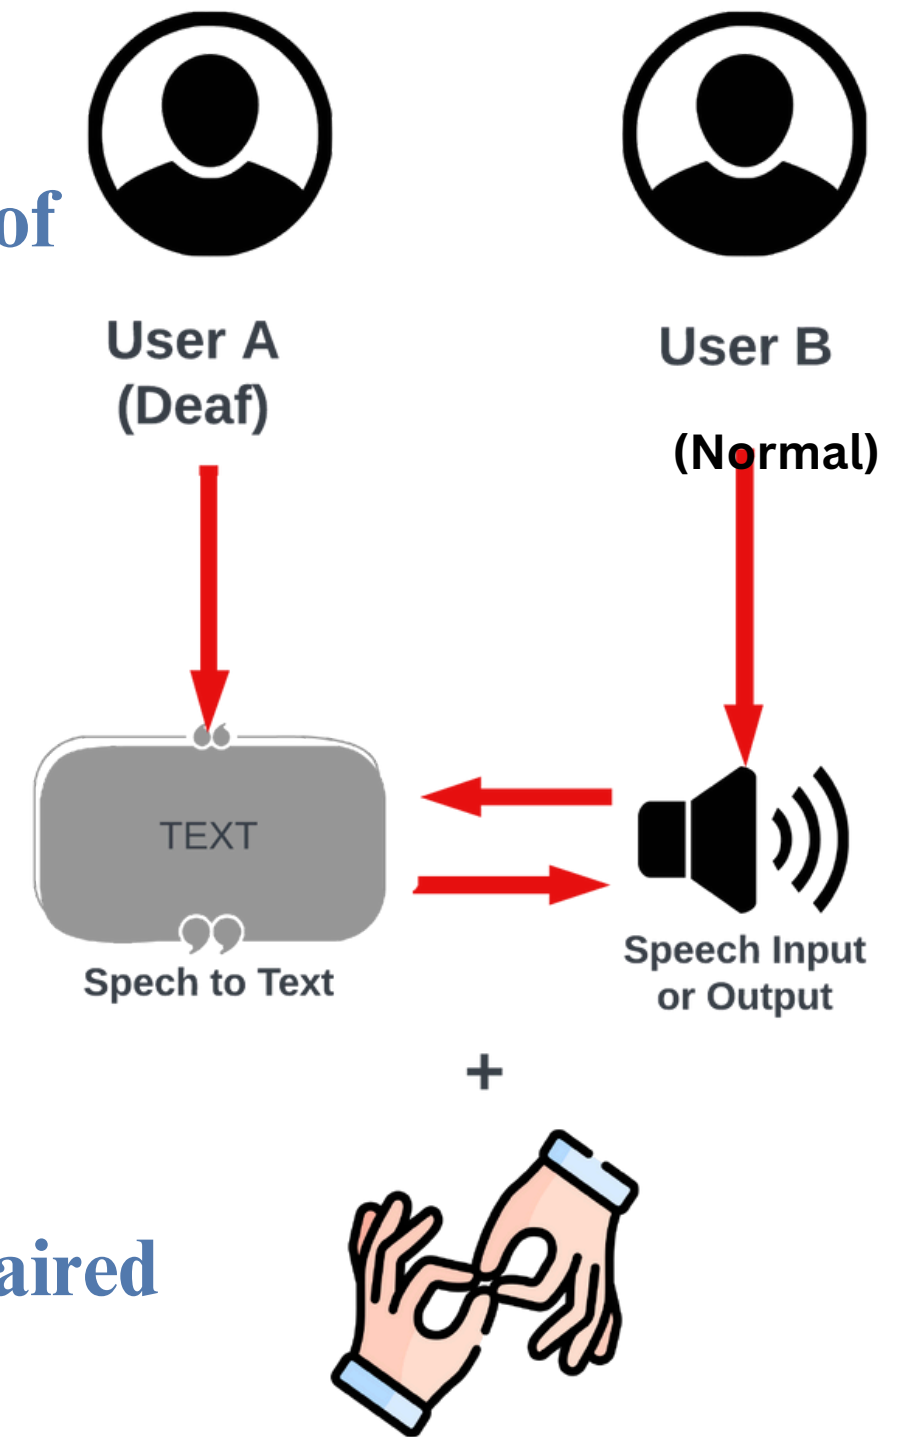 of
User A
(Deaf)
User B
(Normal)
TEXT
Spech to Text
Speech Input
or Output
+
aired